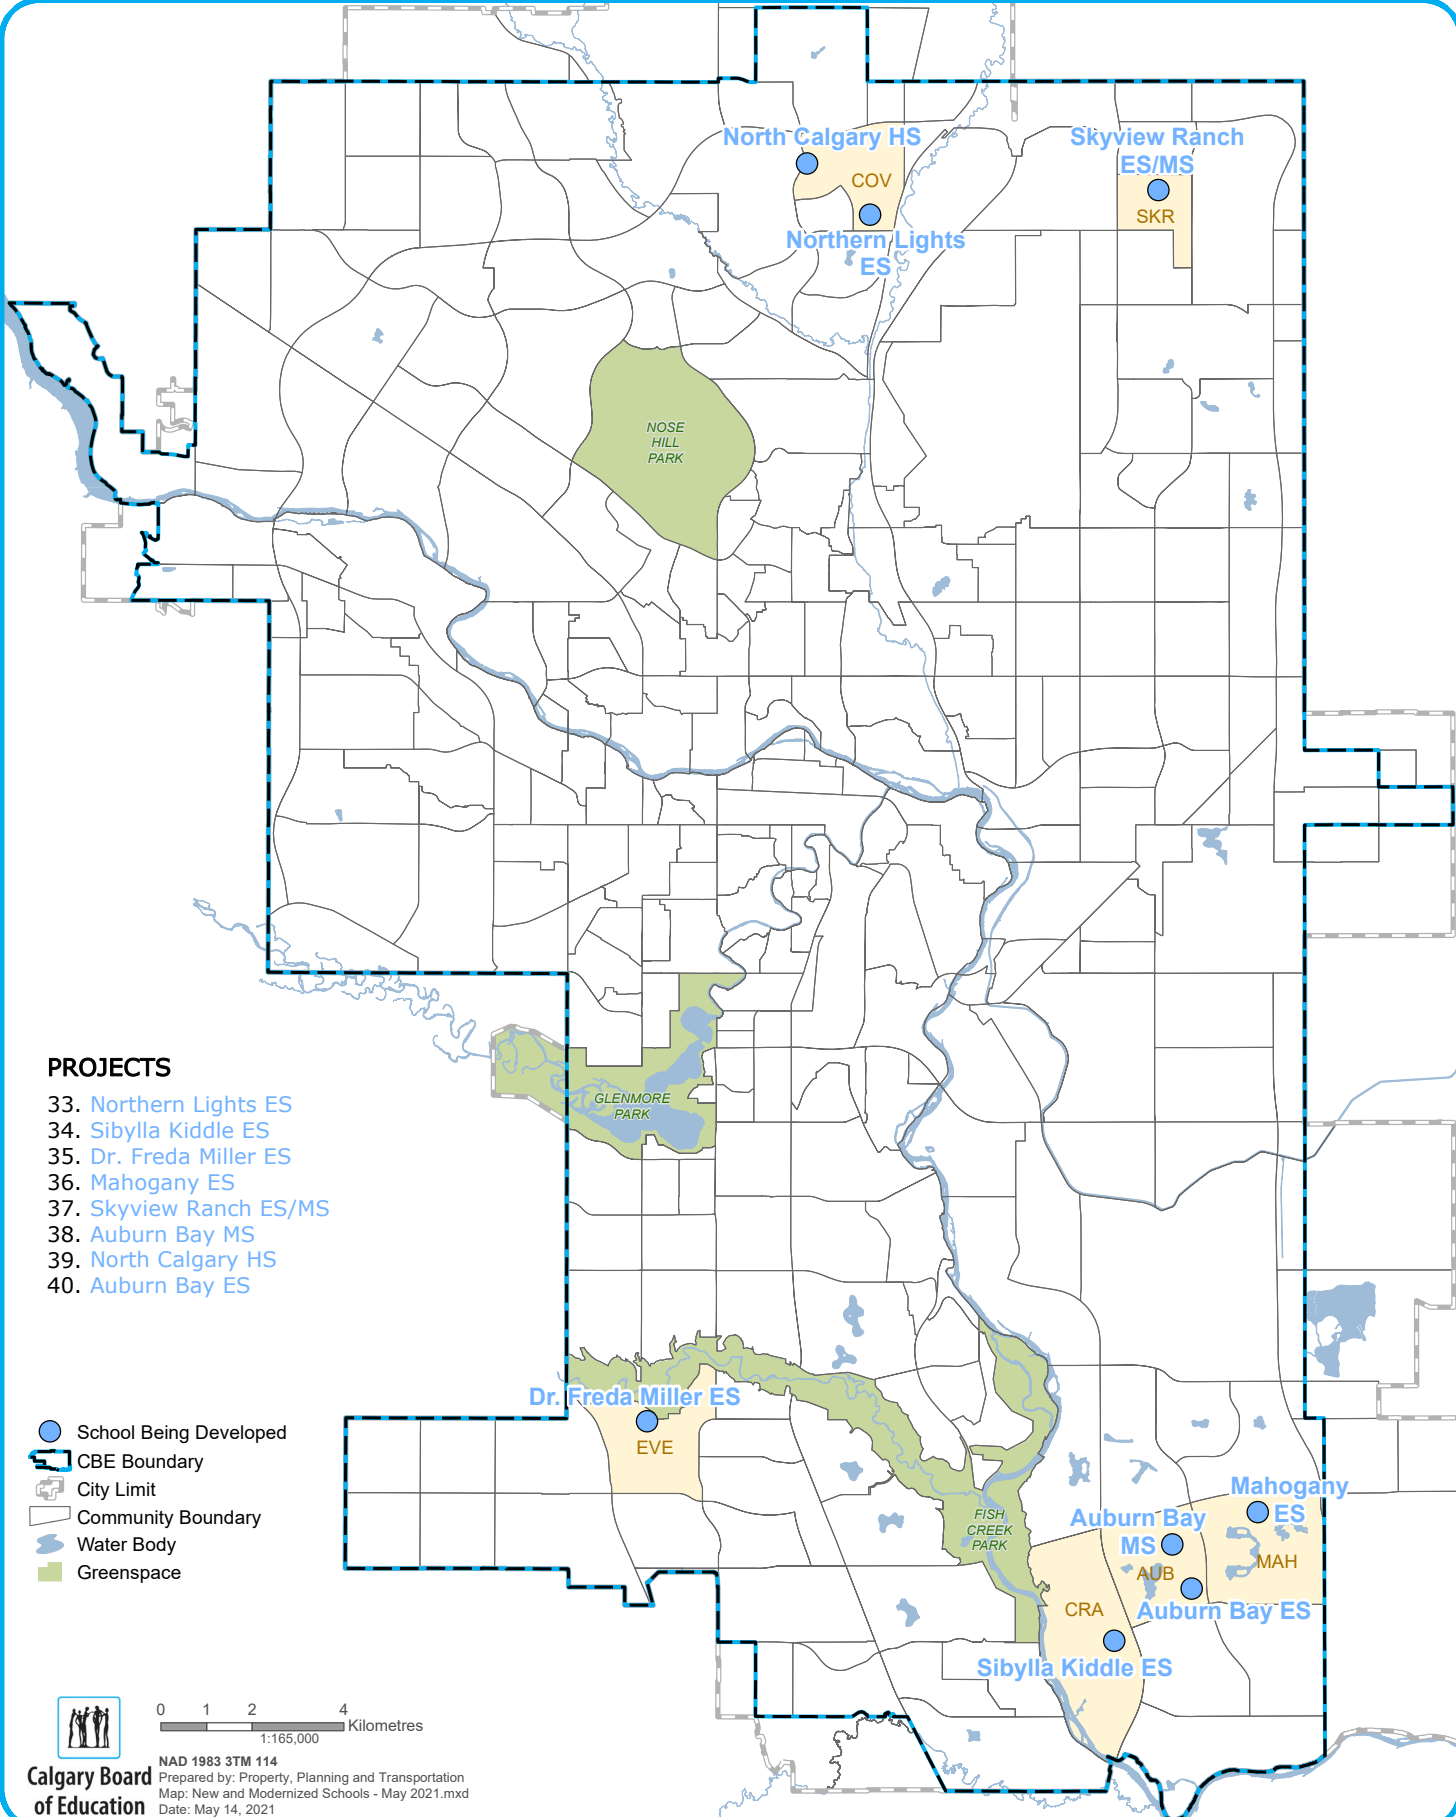 North Calgary HS
COV
Northern Lights
ES
Skyview Ranch
ES/MS
SKR
NOSE
HILL
PARK
GLENMORE
PARK
PROJECTS
33. Northern Lights ES
34. Sibylla Kiddle ES
35. Dr. Freda Miller ES
36. Mahogany ES
37. Skyview Ranch ES/MS
38. Auburn Bay MS
39. North Calgary HS
40. Auburn Bay ES
Dr. Freda Miller ES
EVE
School Being Developed
CBE Boundary
City Limit
Community Boundary
Water Body
Greenspace
FISH
CREEK
PARK
Mahogany
ES
MAH
Auburn Bay
MS
AUB
Auburn Bay ES
CRA
Sibylla Kiddle ES
0 1 2 4
Kilometres
1:165,000
NAD 1983 3TM 114
Prepared by: Property, Planning and Transportation
Map: New and Modernized Schools - May 2021.mxd
Date: May 14, 2021
Calgary Board
of Education